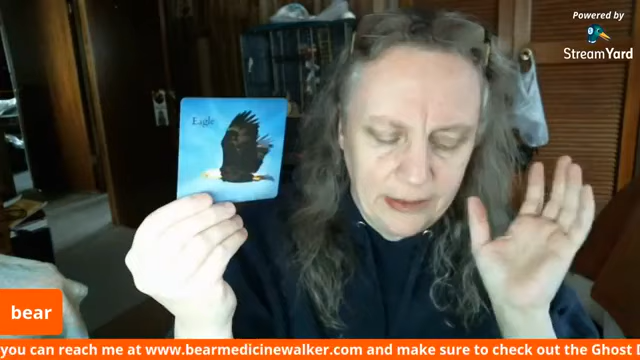 Powered by
StreamYard
Eagle
bear
you can reach me at www.bearmedicinewalker.com and make sure to check out the Ghost